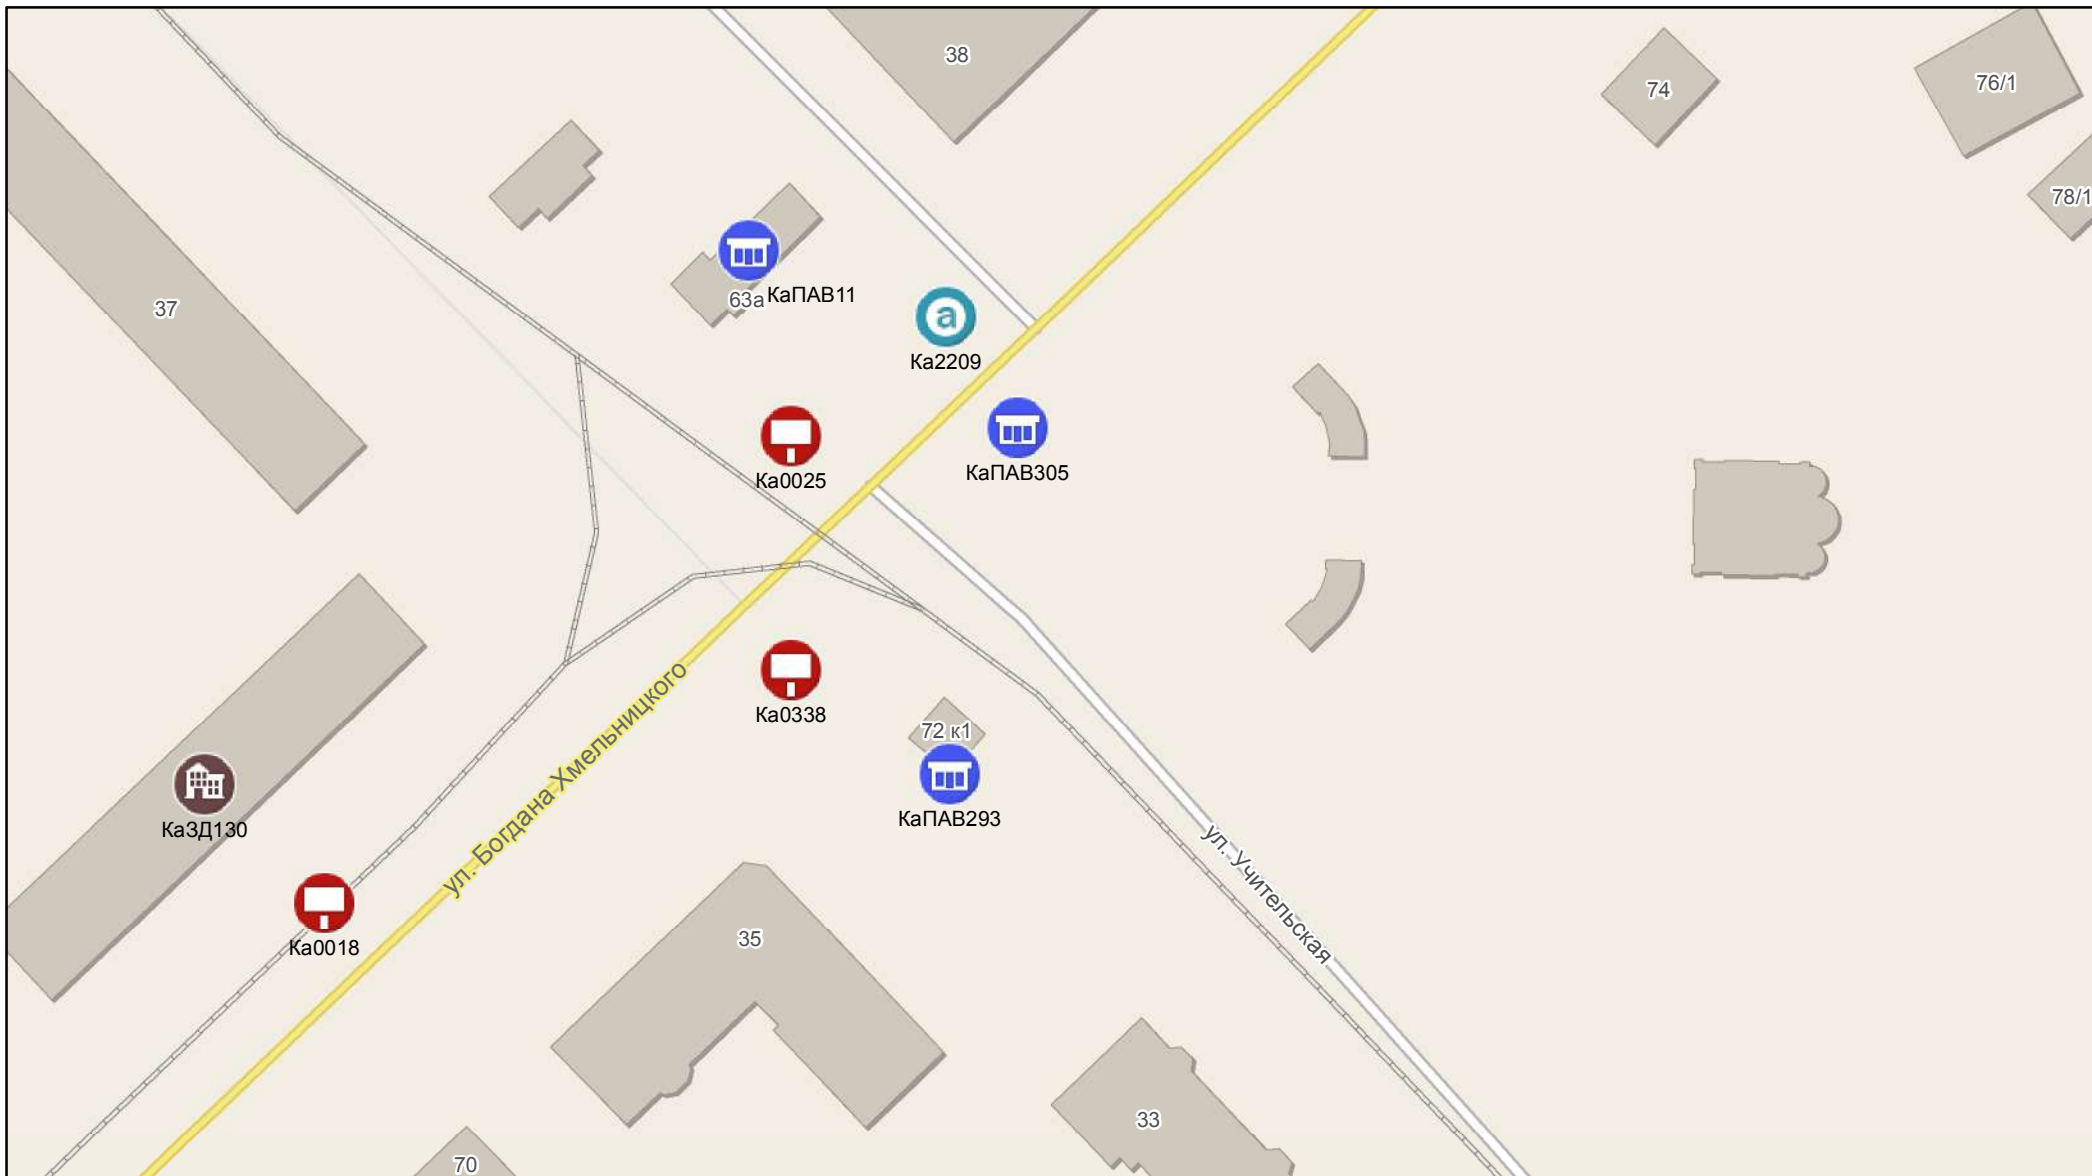 38
74
76/1
78/1
37
63а
КаПАВ11
a
Ка2209
Ка0025
КаПАВ305
ул. Богдана Хмельницкого
Ка0338
72 к1
КаПАВ293
КаЗД130
ул. Учительская
Ка0018
35
33
70